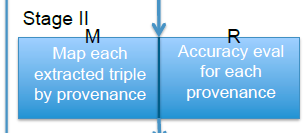 Stage II
M
Map each
extracted triple
by provenance
R
Accuracy eval
for each
provenance